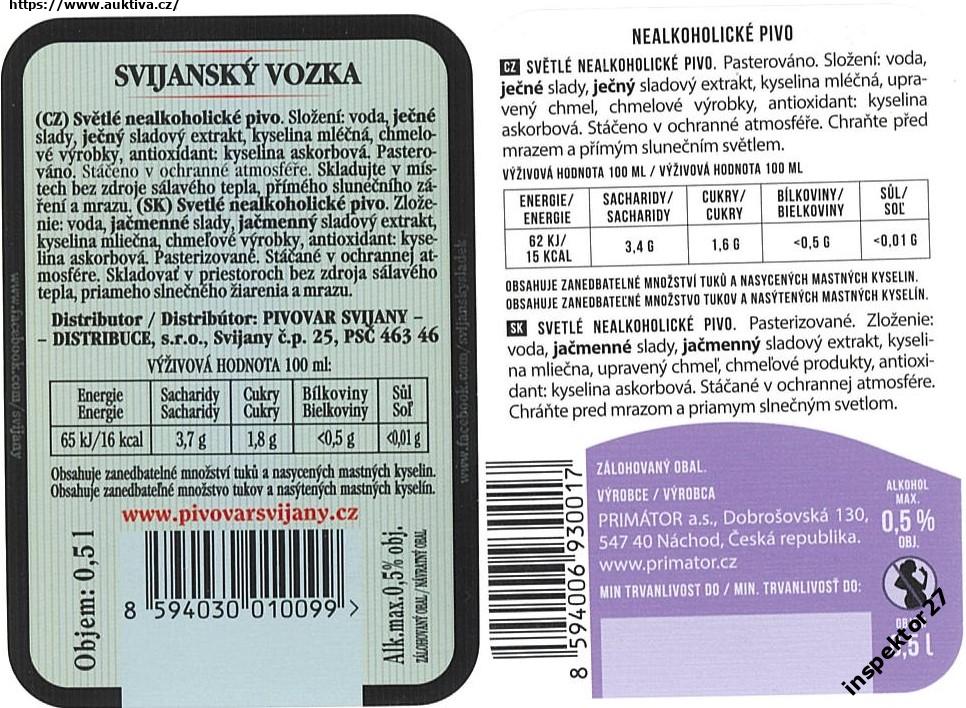 https://www.auktiva.cz/
SVIJANSKÝ VOZKA
(CZ) Světlé nealkoholické pivo. Složení: voda, ječné
slady, ječný sladový extrakt, kyselina mléčná, chmelo-
vé výrobky, antioxidant: kyselina askorbová. Pastero-
váno. Stáčeno v ochranné atmosféře. Skladujte v mís-
tech bez zdroje sálavého tepla, přímého slunečního zá-
ření a mrazu. (SK) Svetlé nealkoholické pivo. Zlože-
nie: voda, jačmenné slady, jačmenný sladový extrakt,
kyselina mliečna, chmeľové výrobky, antioxidant: kyse-
lina askorbová. Pasterizované. Stáčané v ochrannej at-
mosfére. Skladovať v priestoroch bez zdroja sálavého
tepla, priameho slnečného žiarenia a mrazu.
Distributor / Distribútor: PIVOVAR SVIJANY –
– DISTRIBUCE, s.r.o., Svijany č.p. 25, PSČ 463 46
VÝŽIVOVÁ HODNOTA 100 ml:
Energie Sacharidy Cukry Bílkoviny Sůl
Energie Sacharidy Cukry Bielkoviny Soľ
65 kJ/16 kcal 3,7 g 1,8 g <0,5 g <0,01 g
Obsahuje zanedbatelné množství tuků a nasycených mastných kyselin.
Obsahuje zanedbateľné množstvo tukov a nasýtených mastných kyselín.
www.pivovarsvijany.cz
Objem: 0,5 l
8 594030 010099 >
Alk.max.0,5% obj.
ZÁLOHOVANÝ OBAL / NÁVRATNÝ OBAL
www.facebook.com/svijany
www.facebook.com/svijanskysladek
NEALKOHOLICKÉ PIVO
CZ SVĚTLÉ NEALKOHOLICKÉ PIVO. Pasterováno. Složení: voda,
ječné slady, ječný sladový extrakt, kyselina mléčná, upra-
vený chmel, chmelové výrobky, antioxidant: kyselina
askorbová. Stáčeno v ochranné atmosféře. Chraňte před
mrazem a přímým slunečním světlem.
VÝŽIVOVÁ HODNOTA 100 ML / VÝŽIVOVÁ HODNOTA 100 ML
ENERGIE/ SACHARIDY/ CUKRY/ BÍLKOVINY/ SŮL/
ENERGIE SACHARIDY CUKRY BIELKOVINY SOĽ
62 KJ/ 3,4 G 1,6 G <0,5 G <0,01 G
15 KCAL
OBSAHUJE ZANEDBATELNÉ MNOŽSTVÍ TUKŮ A NASYCENÝCH MASTNÝCH KYSELIN.
OBSAHUJE ZANEDBATEĽNÉ MNOŽSTVO TUKOV A NASÝTENÝCH MASTNÝCH KYSELÍN.
SK SVETLÉ NEALKOHOLICKÉ PIVO. Pasterizované. Zloženie:
voda, jačmenné slady, jačmenný sladový extrakt, kyseli-
na mliečna, upravený chmeľ, chmeľové produkty, antioxi-
dant: kyselina askorbová. Stáčané v ochrannej atmosfére.
Chráňte pred mrazom a priamym slnečným svetlom.
8 594006 930017
ZÁLOHOVANÝ OBAL.
VÝROBCE / VÝROBCA
PRIMÁTOR a.s., Dobrošovská 130,
547 40 Náchod, Česká republika.
www.primator.cz
MIN TRVANLIVOST DO / MIN. TRVANLIVOSŤ DO:
ALKOHOL
MAX.
0,5 %
OBJ.
0,5 l
inspektor 27